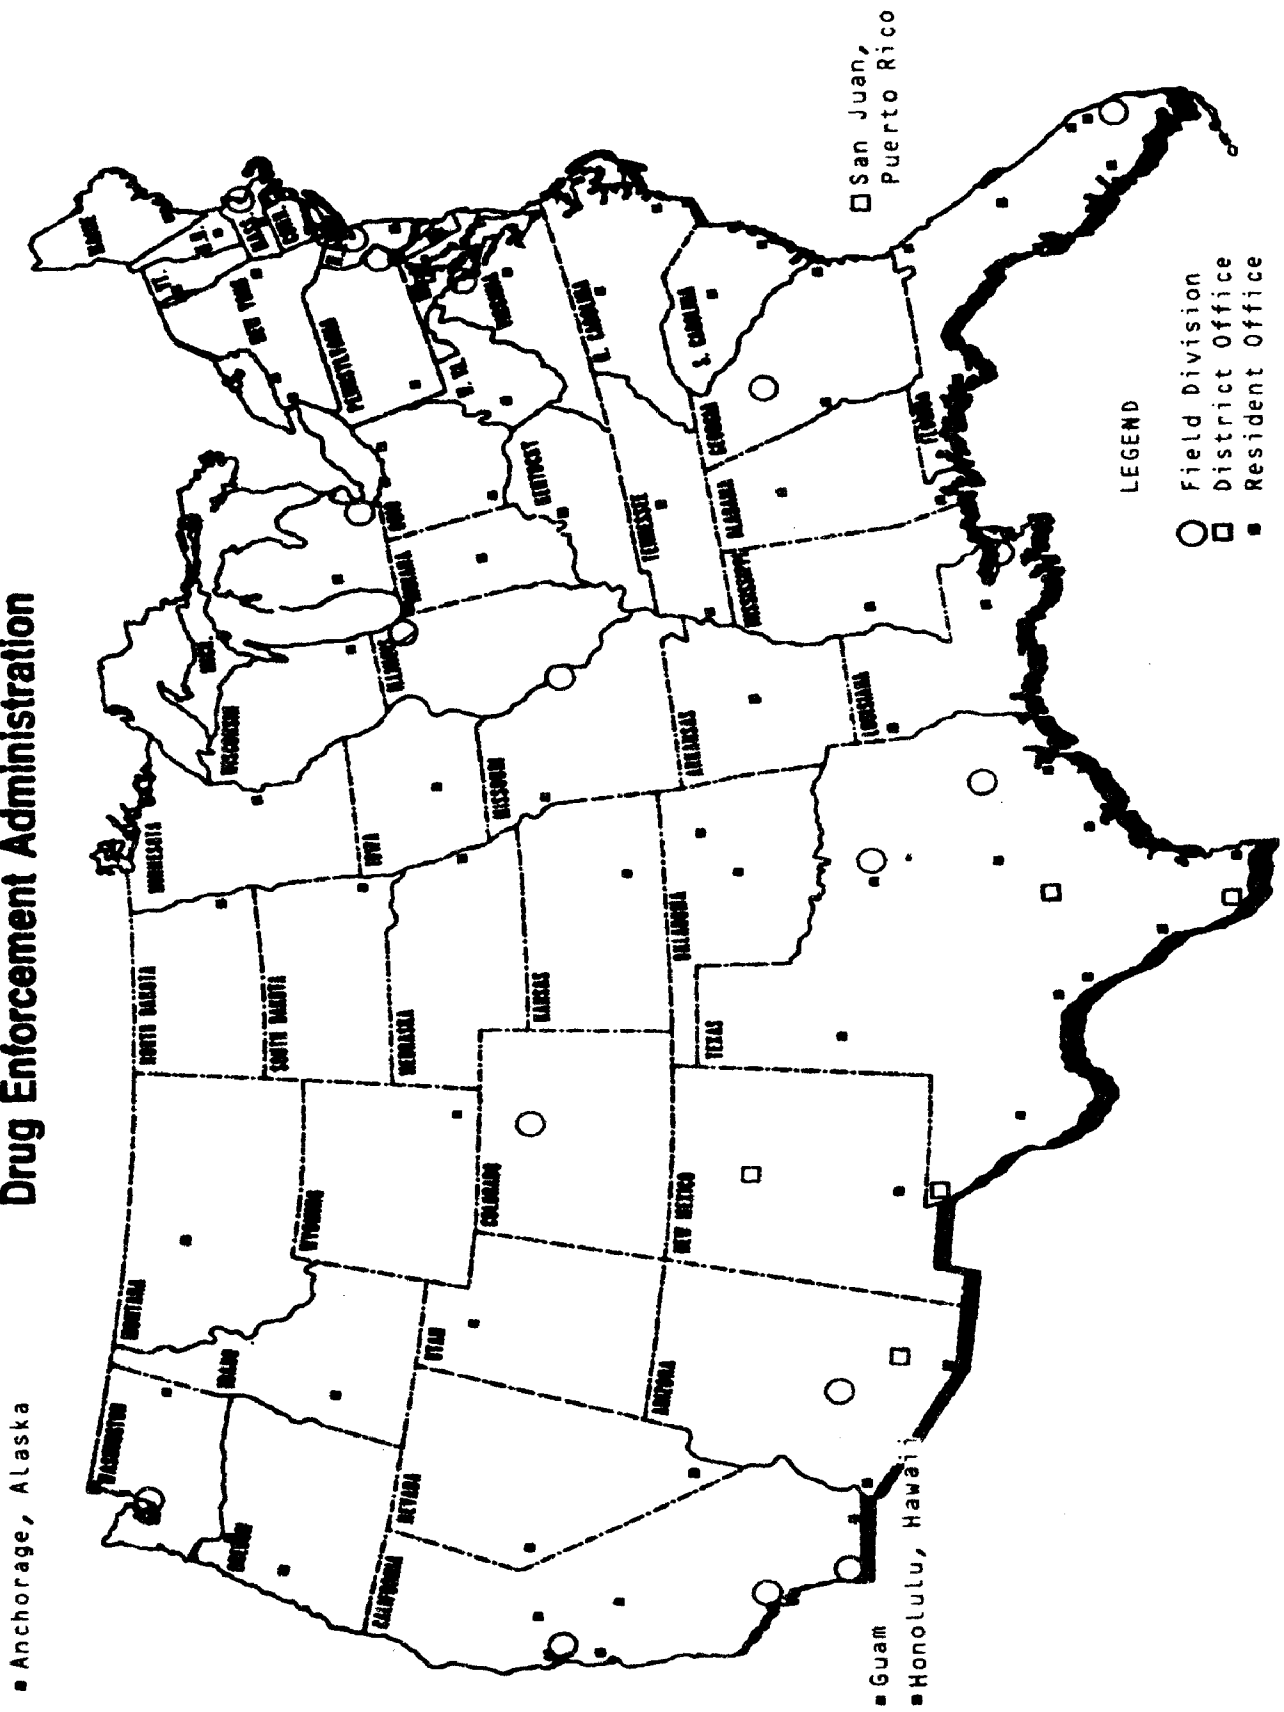 Drug Enforcement Administration
Anchorage, Alaska
WASHINGTON
MONTANA
NORTH DAKOTA
MINNESOTA
WISCONSIN
MICH.
MAINE
VT.
N.H.
MASS.
CONN.
NEW YORK
IDAHO
WYOMING
SOUTH DAKOTA
IOWA
ILLINOIS
INDIANA
OHIO
PENNSYLVANIA
N.J.
OREGON
NEVADA
UTAH
COLORADO
NEBRASKA
KANSAS
MISSOURI
KENTUCKY
W. VA.
VIRGINIA
CALIFORNIA
ARIZONA
NEW MEXICO
TEXAS
OKLAHOMA
ARKANSAS
TENNESSEE
N. CAROLINA
S. CAROLINA
MISSISSIPPI
ALABAMA
GEORGIA
LOUISIANA
FLORIDA
San Juan,
Puerto Rico
Guam
Honolulu, Hawaii
LEGEND
Field Division
District Office
Resident Office